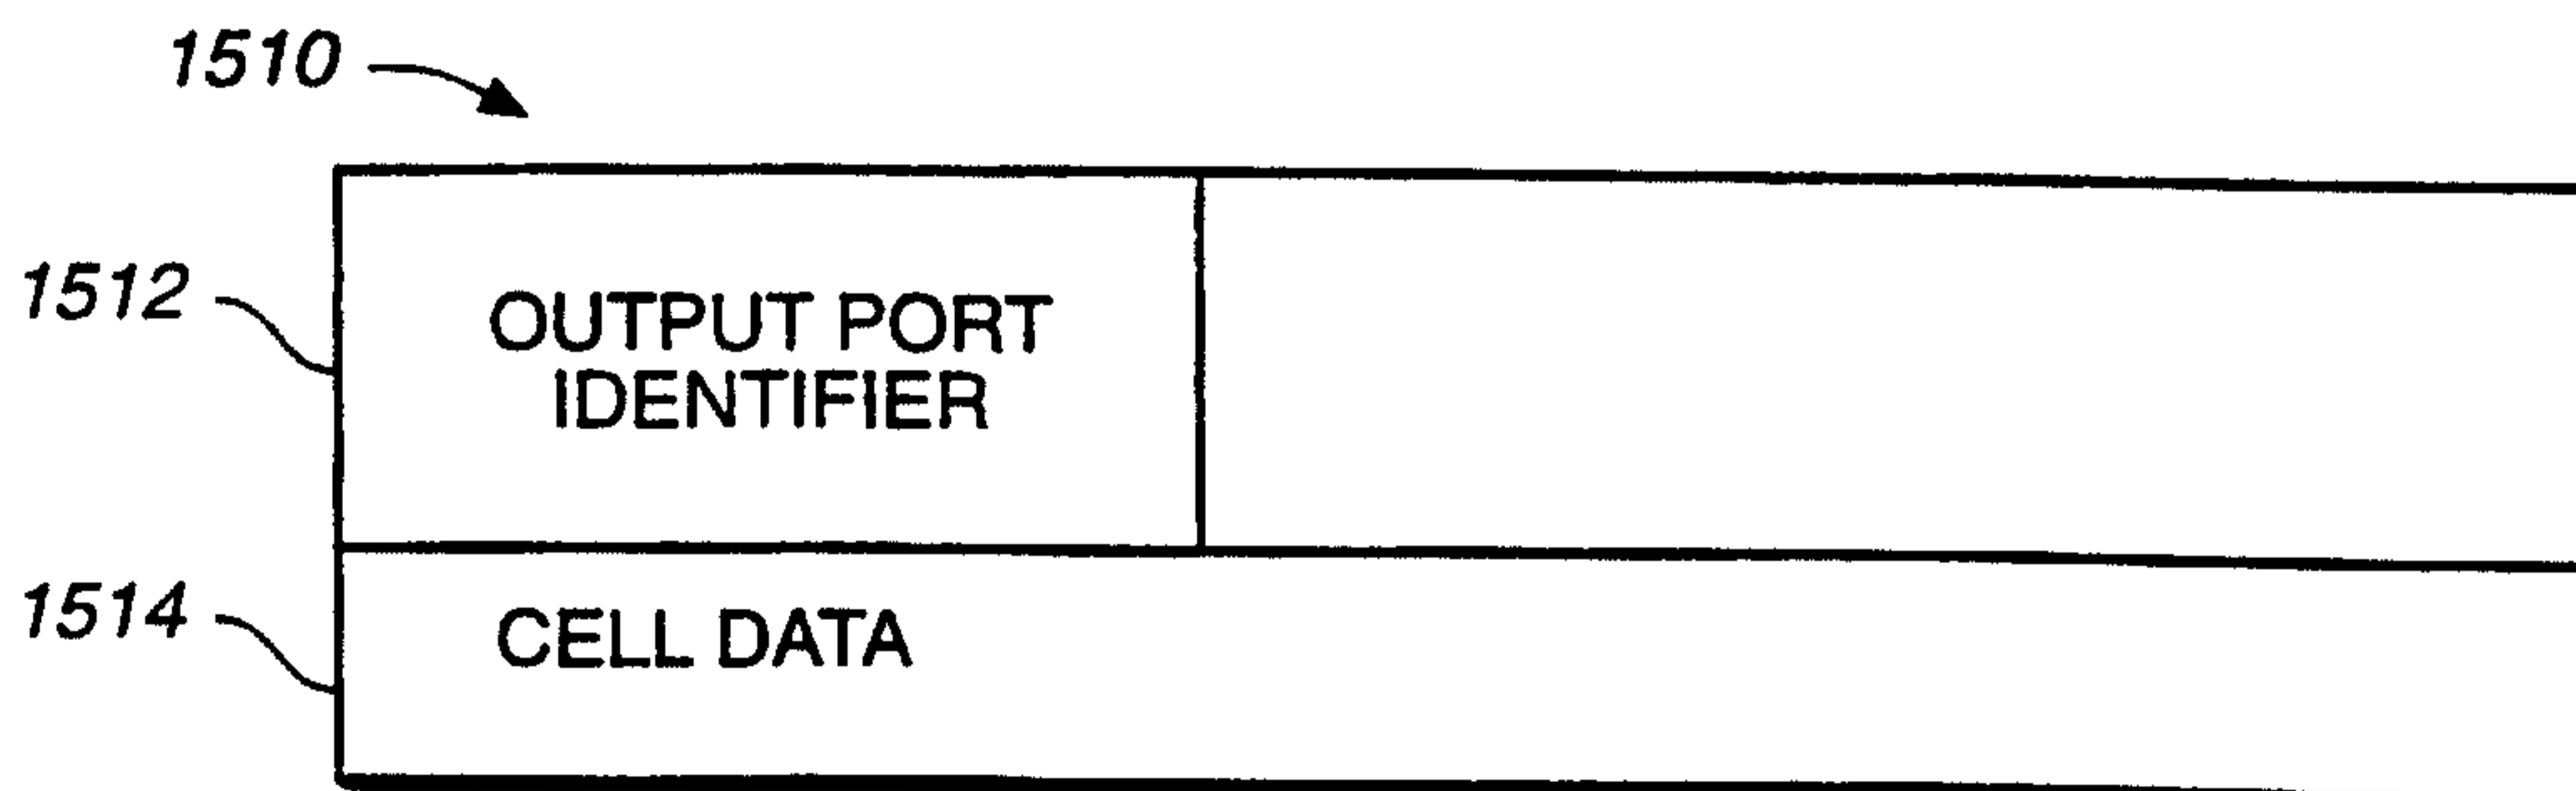 1510
1512
OUTPUT PORT
IDENTIFIER
1514
CELL DATA